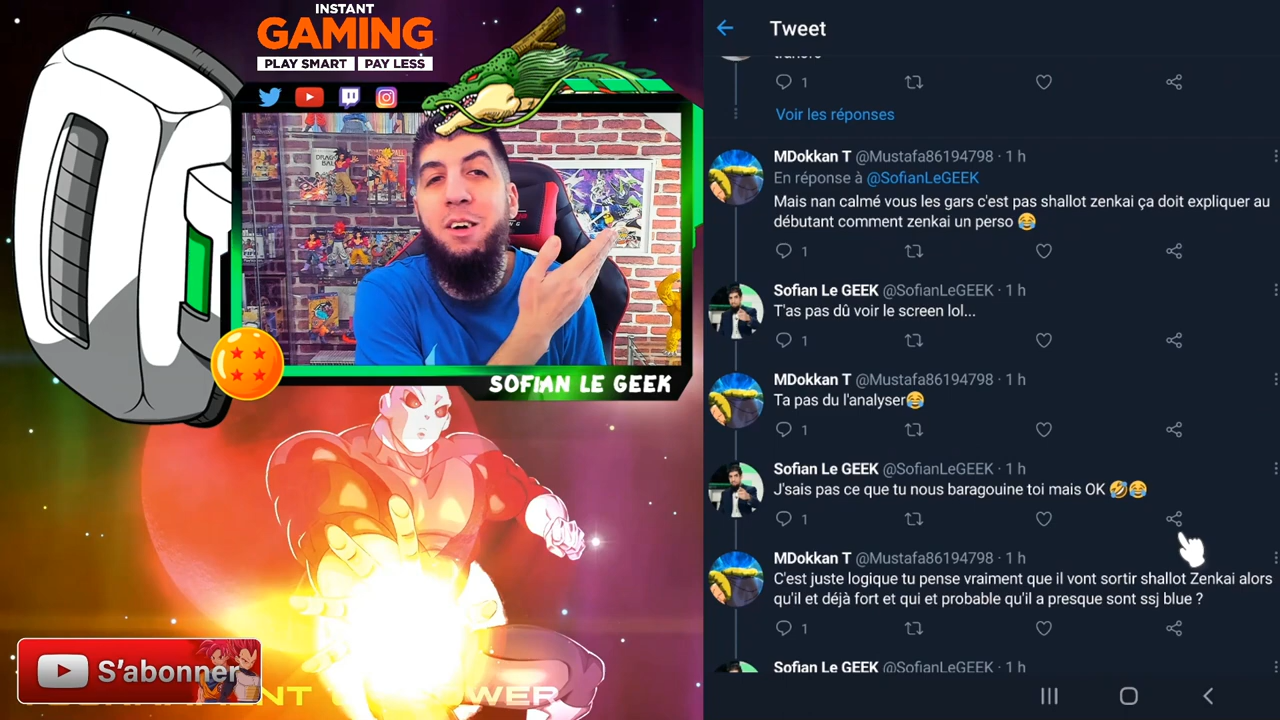 INSTANT
GAMING
PLAY SMART | PAY LESS
SOFIAN LE GEEK
S'abonner
NT
WER
Tweet
1
Voir les réponses
MDokkan T @Mustafa86194798 · 1 h
En réponse à @SofianLeGEEK
Mais nan calmé vous les gars c'est pas shallot zenkai ça doit expliquer au
débutant comment zenkai un perso 😂
1
Sofian Le GEEK @SofianLeGEEK · 1 h
T'as pas dû voir le screen lol...
1
MDokkan T @Mustafa86194798 · 1 h
Ta pas du l'analyser😂
1
Sofian Le GEEK @SofianLeGEEK · 1 h
J'sais pas ce que tu nous baragouine toi mais OK 🤣😂
1
MDokkan T @Mustafa86194798 · 1 h
C'est juste logique tu pense vraiment que il vont sortir shallot Zenkai alors
qu'il et déjà fort et qui et probable qu'il a presque sont ssj blue ?
1
Sofian Le GEEK @SofianLeGEEK · 1 h